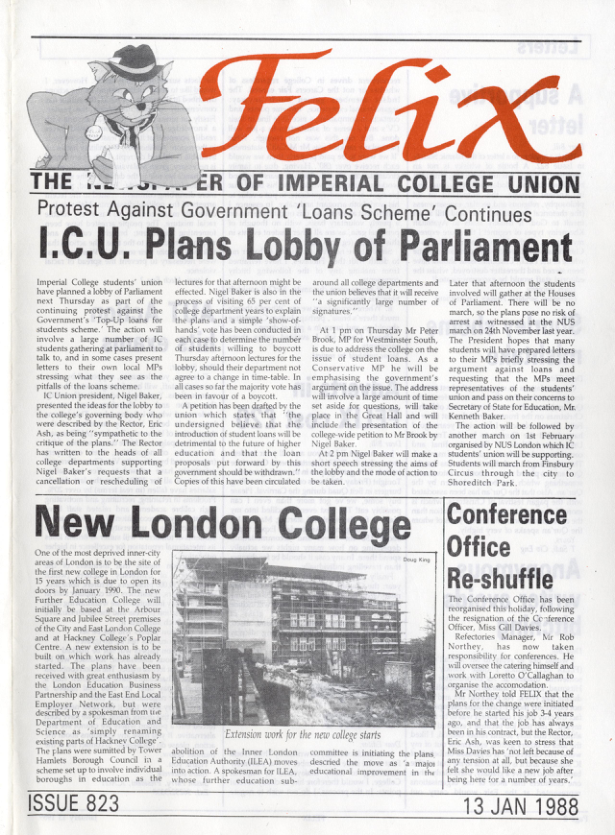 Felix
THE NEWSPAPER OF IMPERIAL COLLEGE UNION
Protest Against Government 'Loans Scheme' Continues
I.C.U. Plans Lobby of Parliament
Imperial College students' union
have planned a lobby of Parliament
next Thursday as part of the
continuing protest against the
Government's 'Top-Up loans for
students scheme.' The action will
involve a large number of IC
students gathering at parliament to
talk to, and in some cases present
letters to their own local MPs
stressing what they see as the
pitfalls of the loans scheme.
IC Union president, Nigel Baker,
presented the ideas for the lobby to
the college's governing body who
were described by the Rector, Eric
Ash, as being "sympathetic to the
critique of the plans." The Rector
has written to the heads of all
college departments supporting
Nigel Baker's requests that a
cancellation or rescheduling of
lectures for that afternoon might be
effected. Nigel Baker is also in the
process of visiting 65 per cent of
college department years to explain
the plans and a simple 'show-of-
hands' vote has been conducted in
each case to determine the number
of students willing to boycott
Thursday afternoon lectures for the
lobby, should their department not
agree to a change in time-table. In
all cases so far the majority vote has
been in favour of a boycott.
A petition has been drafted by the
union which states that "the
undersigned believe that the
introduction of student loans will be
detrimental to the future of higher
education and that the loan
proposals put forward by this
government should be withdrawn."
Copies of this have been circulated
around all college departments and
the union believes that it will receive
"a significantly large number of
signatures."
At 1 pm on Thursday Mr Peter
Brook, MP for Westminster South,
is due to address the college on the
issue of student loans. As a
Conservative MP he will be
emphasising the government's
argument on the issue. The address
will involve a large amount of time
set aside for questions, will take
place in the Great Hall and will
include the presentation of the
college-wide petition to Mr Brook by
Nigel Baker.
At 2 pm Nigel Baker will make a
short speech stressing the aims of
the lobby and the mode of action to
be taken.
Later that afternoon the students
involved will gather at the Houses
of Parliament. There will be no
march, so the plans pose no risk of
arrest as witnessed at the NUS
march on 24th November last year.
The President hopes that many
students will have prepared letters
to their MPs briefly stressing the
argument against loans and
requesting that the MPs meet
representatives of the students'
union and pass on their concerns to
Secretary of State for Education, Mr.
Kenneth Baker.
The action will be followed by
another march on 1st February
organised by NUS London which IC
students' union will be supporting.
Students will march from Finsbury
Circus through the city to
Shoreditch Park.
New London College
One of the most deprived inner-city
areas of London is to be the site of
the first new college in London for
15 years which is due to open its
doors by January 1990. The new
Further Education College will
initially be based at the Arbour
Square and Jubilee Street premises
of the City and East London College
and at Hackney College's Poplar
Centre. A new extension is to be
built on which work has already
started. The plans have been
received with great enthusiasm by
the London Education Business
Partnership and the East End Local
Employer Network, but were
described by a spokesman from the
Department of Education and
Science as 'simply renaming
existing parts of Hackney College'.
The plans were sumitted by Tower
Hamlets Borough Council in a
scheme set up to involve individual
boroughs in education as the
Doug King
Extension work for the new college starts
abolition of the Inner London
Education Authority (ILEA) moves
into action. A spokesman for ILEA,
whose further education sub-
committee is initiating the plans,
descried the move as 'a major
educational improvement in the
Conference
Office
Re-shuffle
The Conference Office has been
reorganised this holiday, following
the resignation of the Conference
Officer, Miss Gill Davies.
Refectories Manager, Mr Rob
Northey, has now taken
responsibility for conferences. He
will oversee the catering himself and
work with Loretto O'Callaghan to
organise the accomodation.
Mr Northey told FELIX that the
plans for the change were initiated
before he started his job 3-4 years
ago, and that the job has always
been in his contract, but the Rector,
Eric Ash, was keen to stress that
Miss Davies has 'not left because of
any tension at all, but because she
felt she would like a new job after
being here for a number of years.'
ISSUE 823
13 JAN 1988